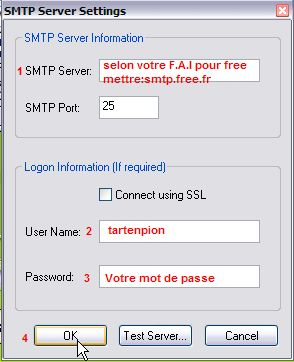 SMTP Server Settings
SMTP Server Information
1 SMTP Server: selon votre F.A.I pour free
mettre:smtp.free.fr
SMTP Port: 25
Logon Information (If required)
Connect using SSL
User Name: 2 tartenpion
Password: 3 Votre mot de passe
4 OK Test Server... Cancel